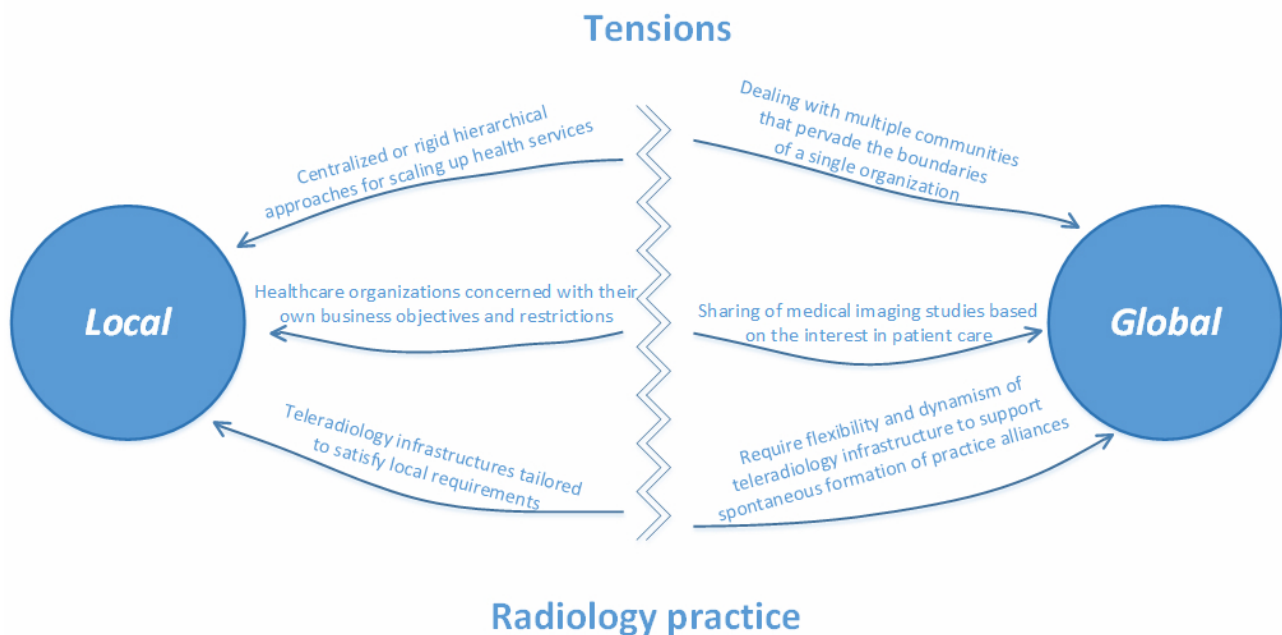 Tensions
Centralized or rigid hierarchical
approaches for scaling up health services
Dealing with multiple communities
that pervade the boundaries
of a single organization
Local
Healthcare organizations concerned with their
own business objectives and restrictions
Sharing of medical imaging studies based
on the interest in patient care
Global
Teleradiology infrastructures tailored
to satisfy local requirements
Require flexibility and dynamism of
teleradiology infrastructure to support
spontaneous formation of practice alliances
Radiology practice